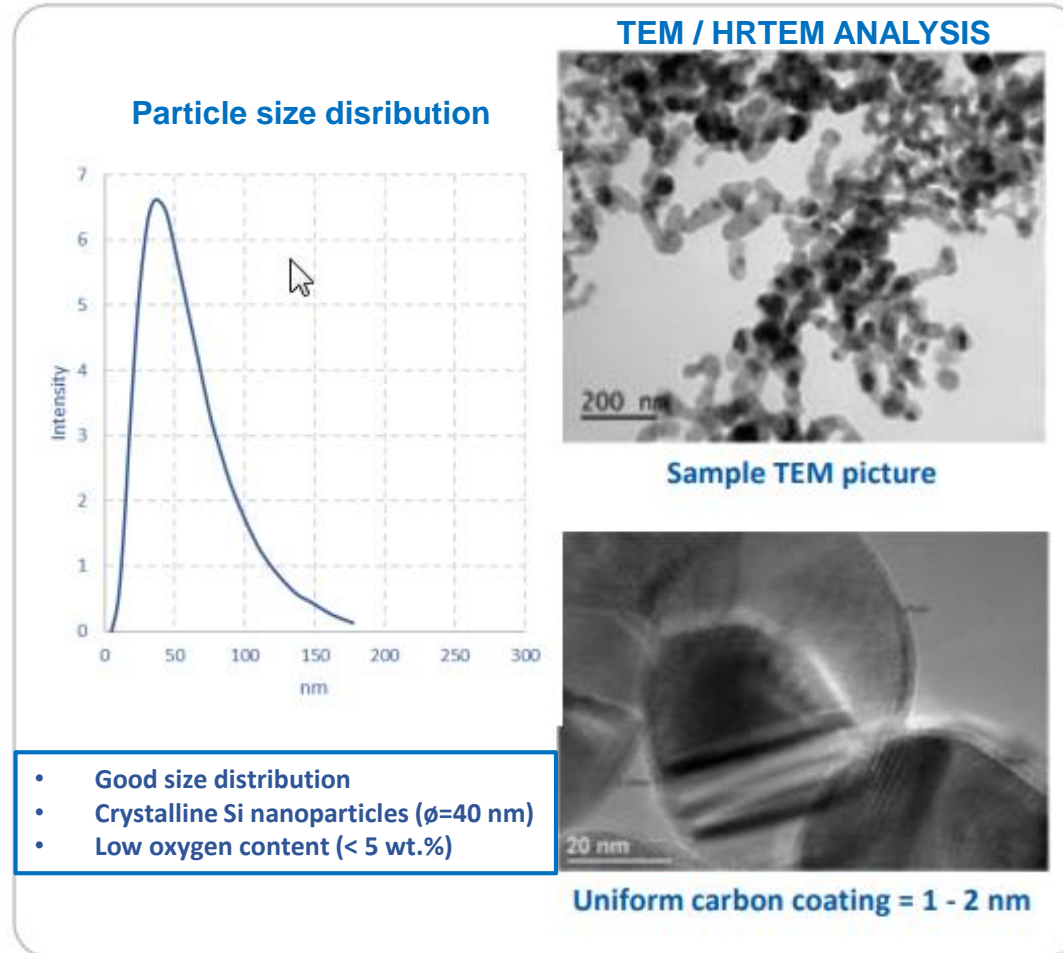 TEM / HRTEM ANALYSIS
Particle size disribution
7
6
5
4
3
2
1
0
Intensity
0 50 100 150 200 250 300
nm
200 nm
Sample TEM picture
20 nm
Uniform carbon coating = 1 - 2 nm
• Good size distribution
• Crystalline Si nanoparticles (ø=40 nm)
• Low oxygen content (< 5 wt.%)